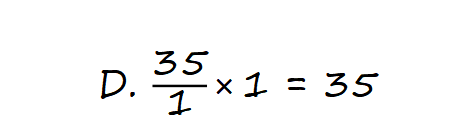 D. 35/1 × 1 = 35